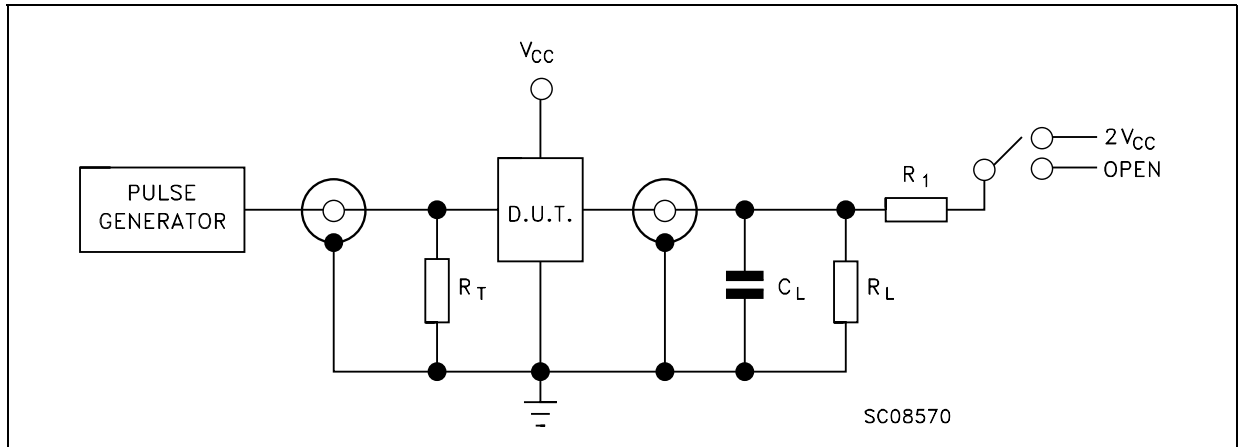 VCC
2VCC
OPEN
R1
PULSE
GENERATOR
D.U.T.
RT
CL
RL
SC08570